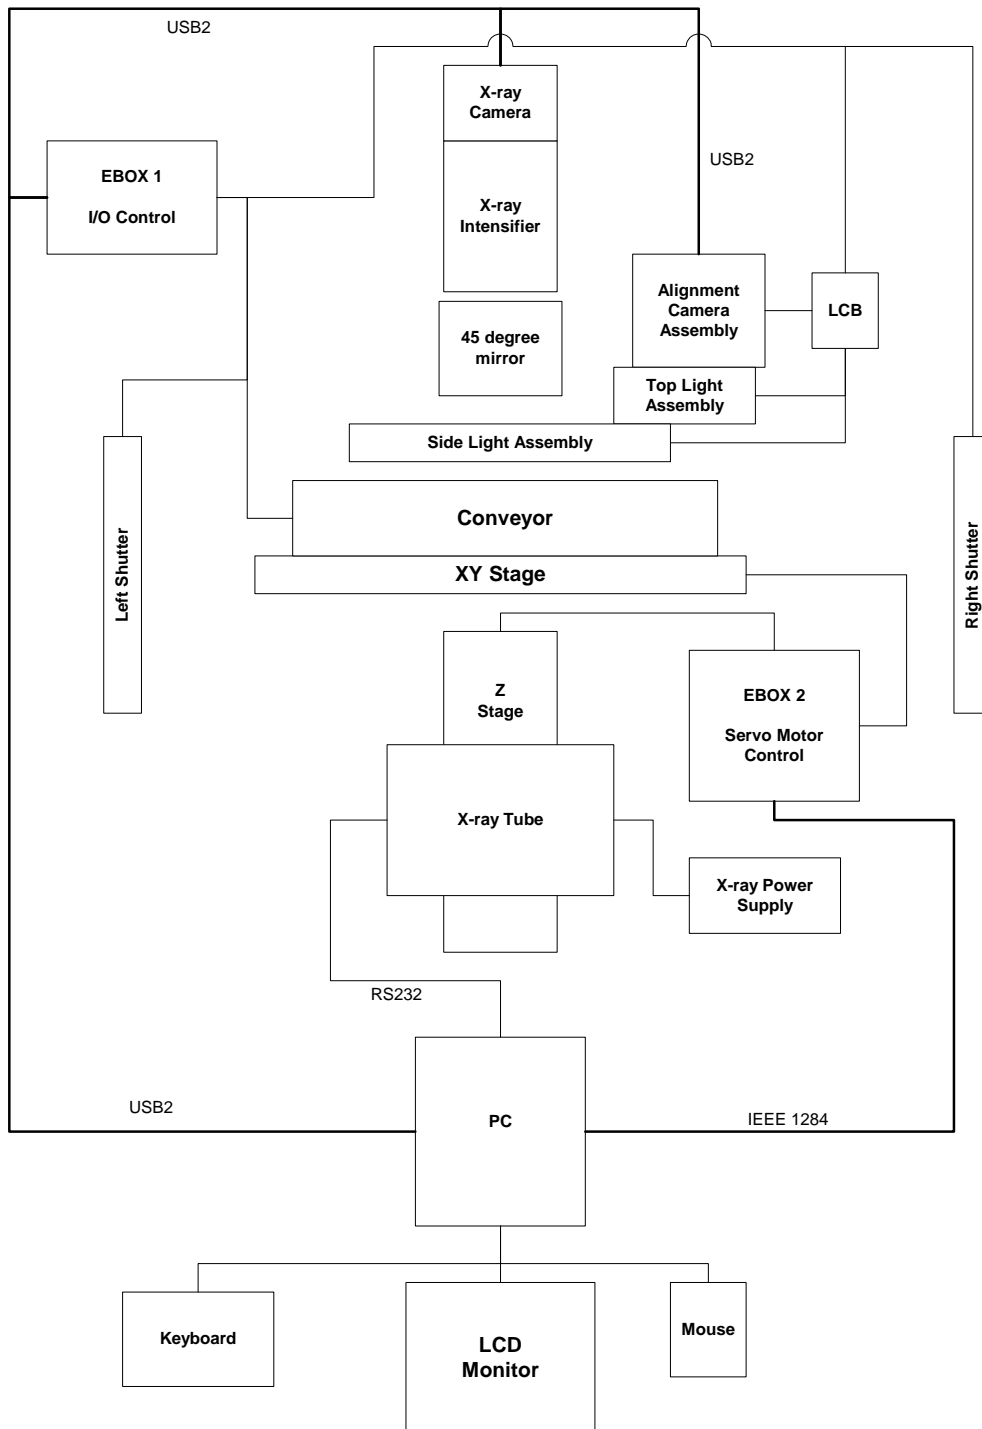 USB2
X-ray
Camera
USB2
EBOX 1
I/O Control
X-ray
Intensifier
Alignment
Camera
Assembly
LCB
45 degree
mirror
Top Light
Assembly
Side Light Assembly
Conveyor
XY Stage
Left Shutter
Right Shutter
Z
Stage
EBOX 2
Servo Motor
Control
X-ray Tube
X-ray Power
Supply
RS232
USB2
PC
IEEE 1284
Keyboard
LCD
Monitor
Mouse